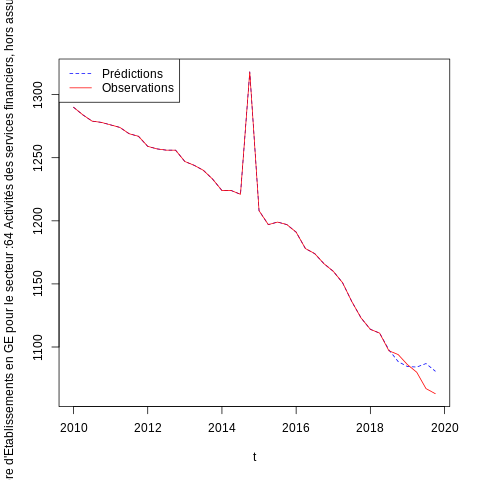 re d'Etablissements en GE pour le secteur :64 Activités des services financiers, hors assu
Prédictions
Observations
1300
1250
1200
1150
1100
2010 2012 2014 2016 2018 2020
t